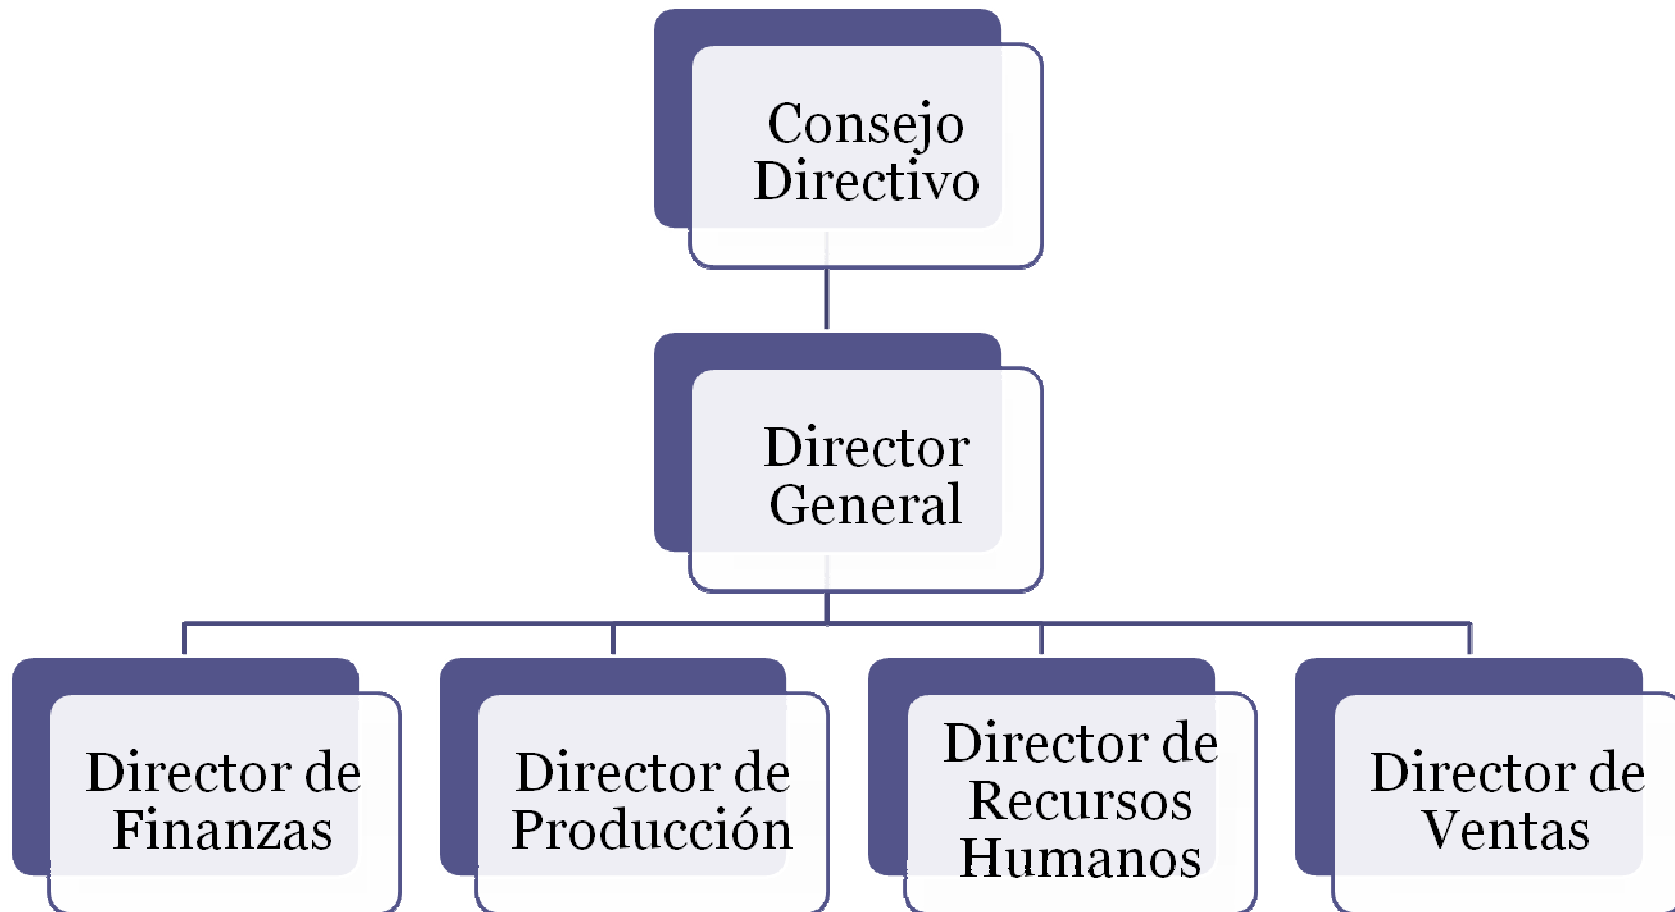 Consejo
Directivo
Director
General
Director de
Finanzas
Director de
Producción
Director de
Recursos
Humanos
Director de
Ventas